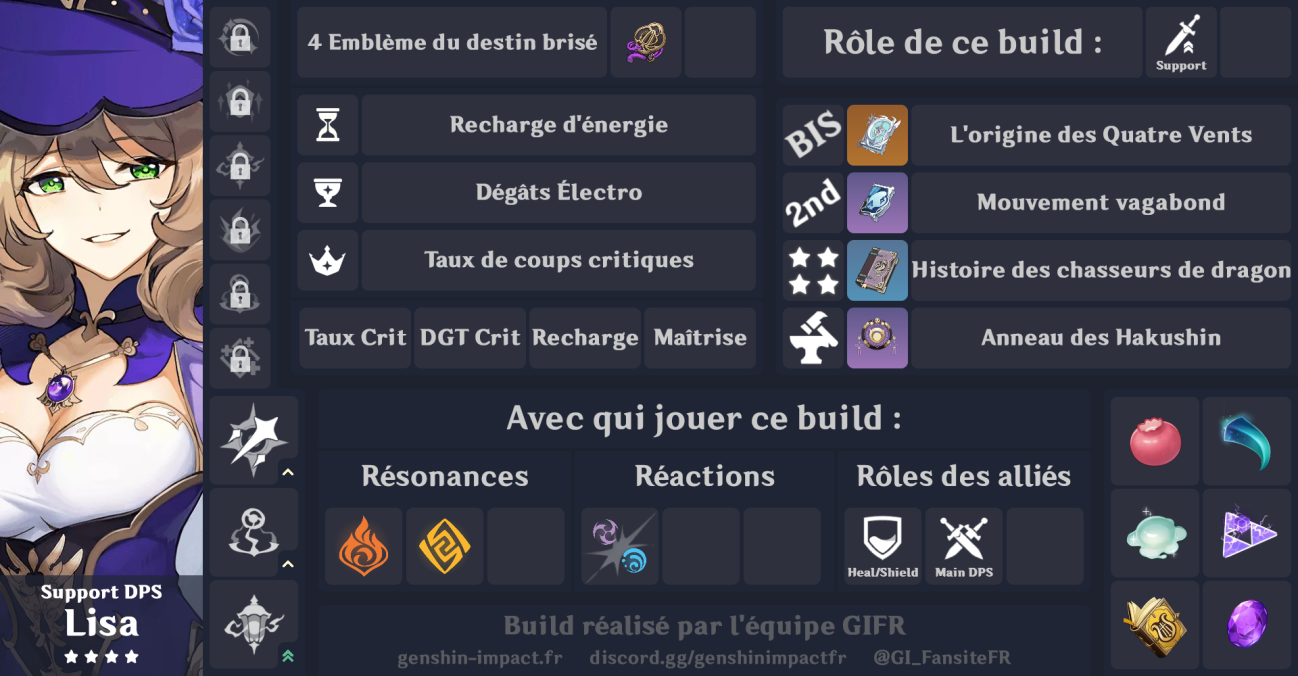 4 Emblème du destin brisé
Recharge d'énergie
Dégâts Électro
Taux de coups critiques
Taux Crit
DGT Crit
Recharge
Maîtrise
Rôle de ce build :
Support
BIS
L'origine des Quatre Vents
2nd
Mouvement vagabond
Histoire des chasseurs de dragon
Anneau des Hakushin
Avec qui jouer ce build :
Résonances
Réactions
Rôles des alliés
Heal/Shield
Main DPS
Support DPS
Lisa
Build réalisé par l'équipe GIFR
genshin-impact.fr discord.gg/genshinimpactfr @GI_FansiteFR